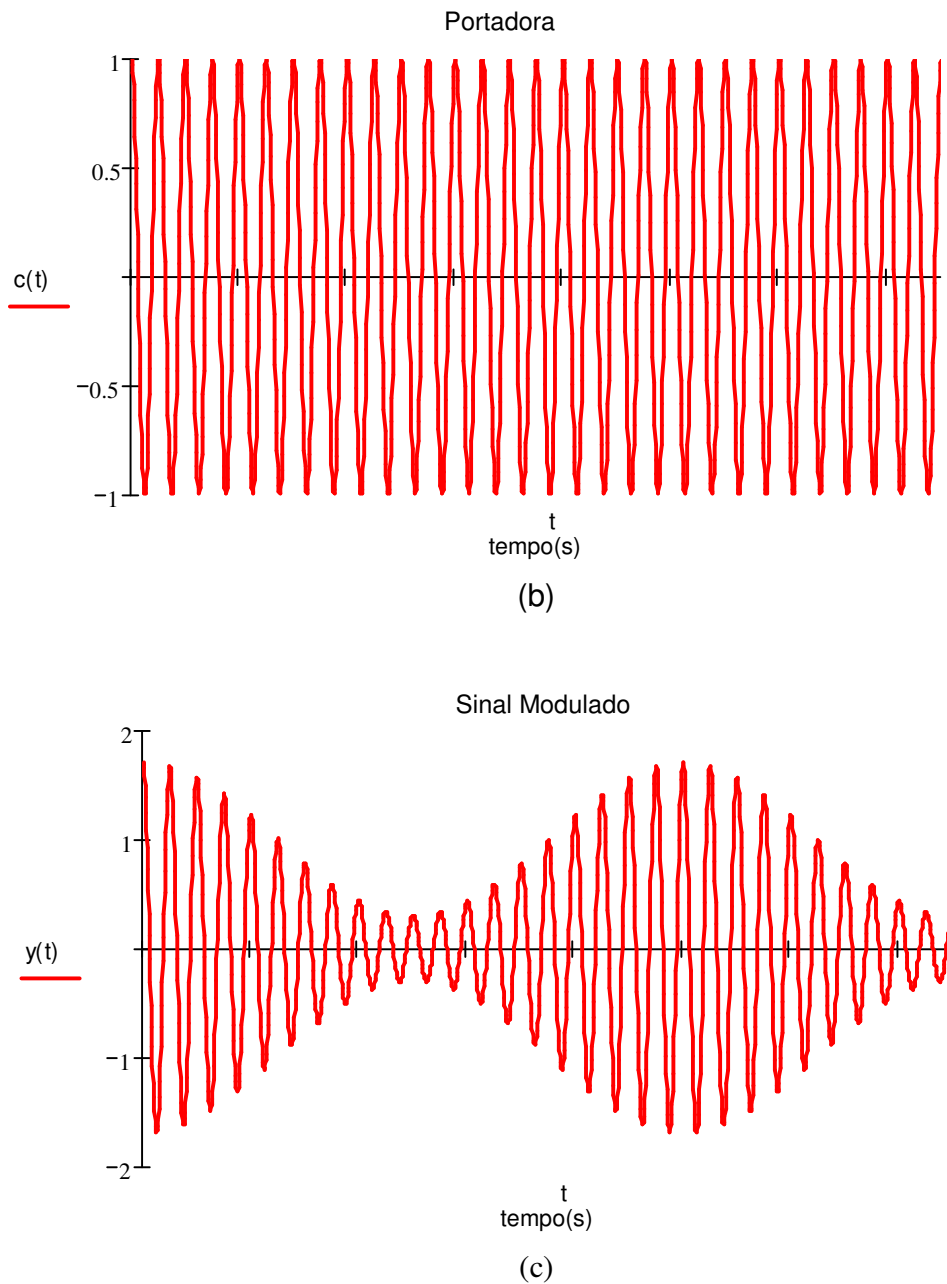 Portadora
1
0.5
c(t)
−0.5
−1
t
tempo(s)
(b)
Sinal Modulado
2
1
y(t)
−1
−2
t
tempo(s)
(c)